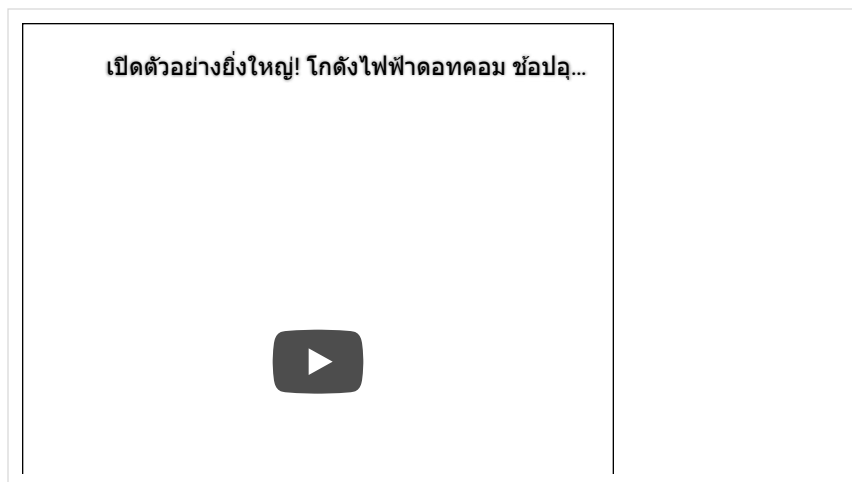 เปิดตัวอย่างยิ่งใหญ่! โกดังไฟฟ้าดอทคอม ช้อปอุ...